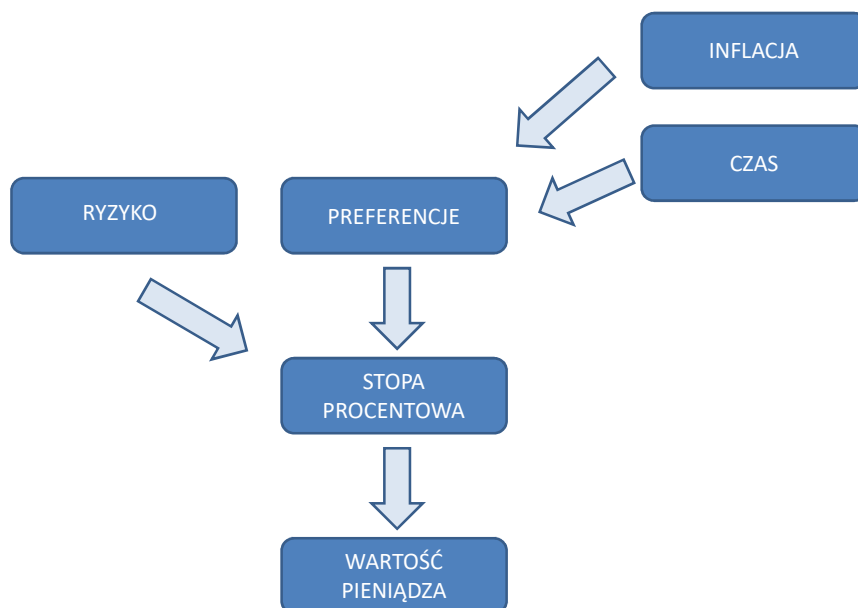 INFLACJA
CZAS
RYZYKO
PREFERENCJE
STOPA
PROCENTOWA
WARTOŚĆ
PIENIĄDZA